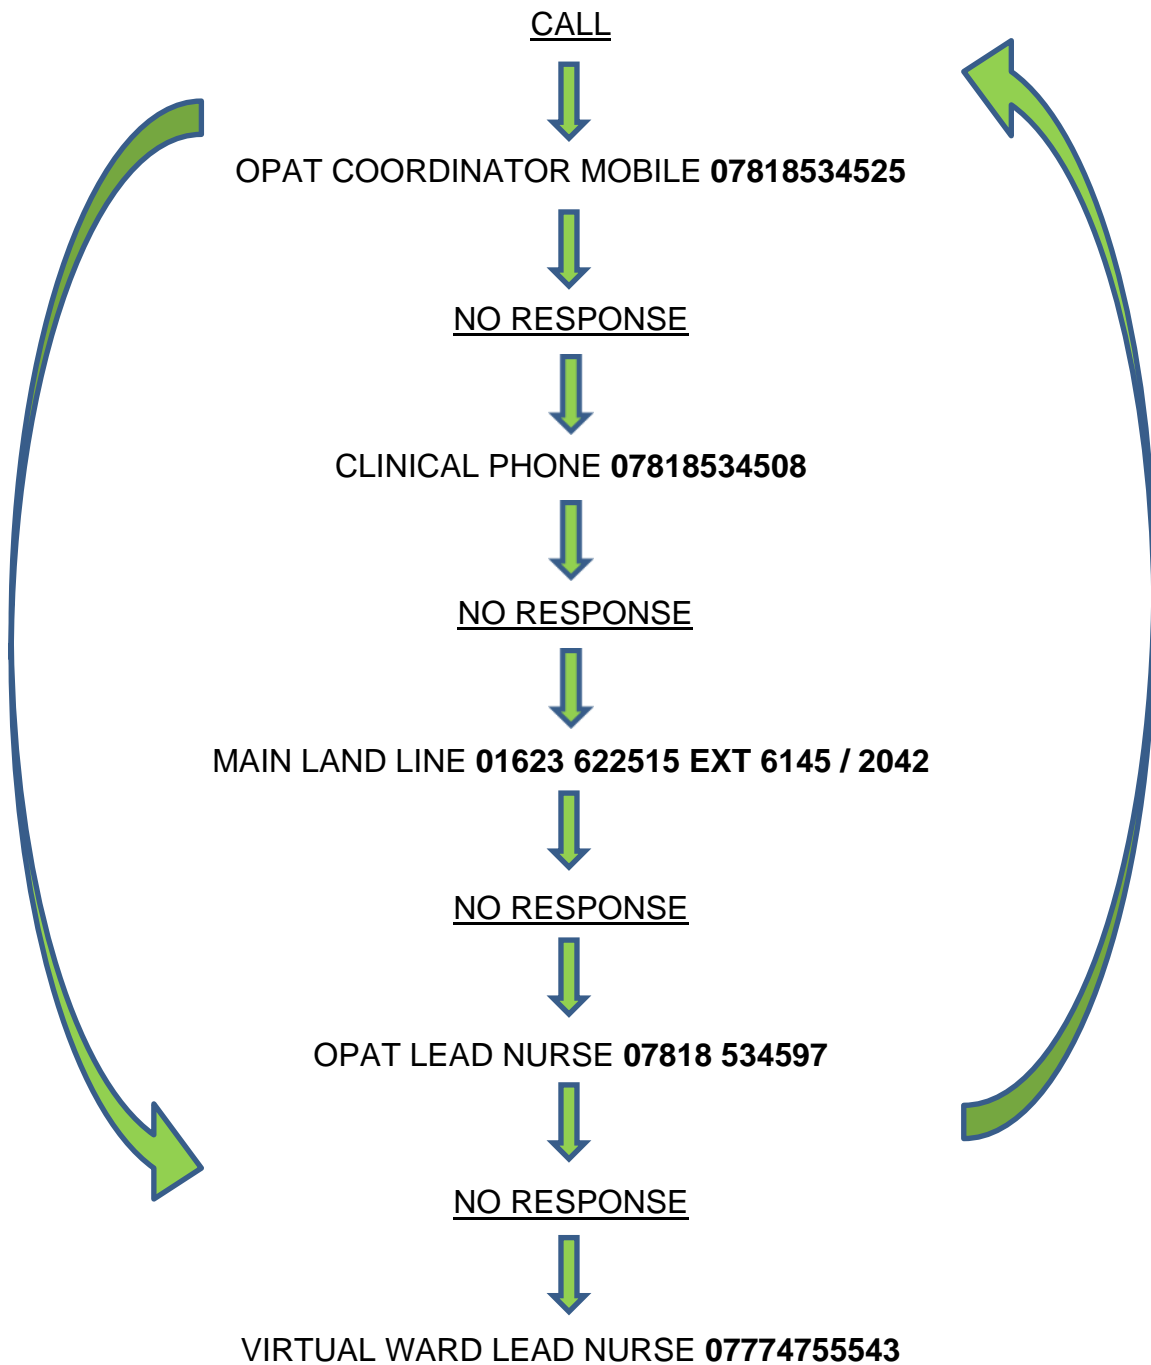 CALL
OPAT COORDINATOR MOBILE 07818534525
NO RESPONSE
CLINICAL PHONE 07818534508
NO RESPONSE
MAIN LAND LINE 01623 622515 EXT 6145 / 2042
NO RESPONSE
OPAT LEAD NURSE 07818 534597
NO RESPONSE
VIRTUAL WARD LEAD NURSE 07774755543